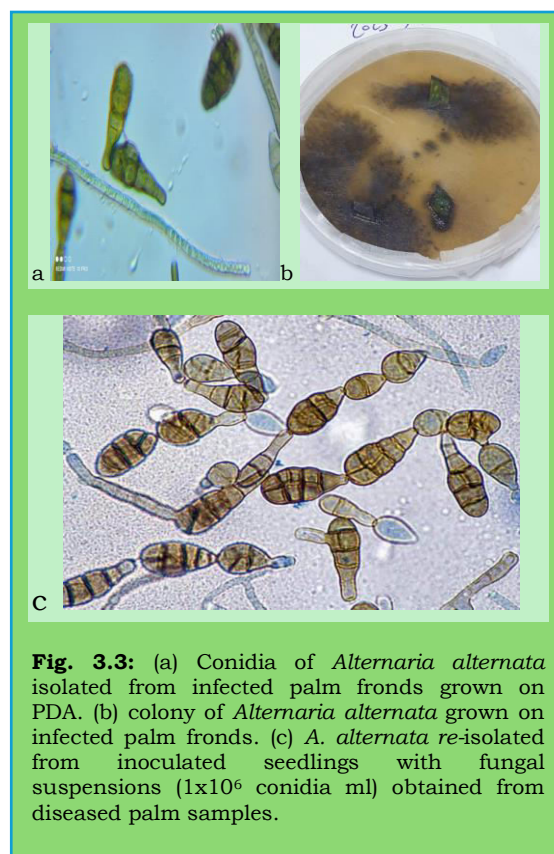 a
b
c
Fig. 3.3: (a) Conidia of Alternaria alternata
isolated from infected palm fronds grown on
PDA. (b) colony of Alternaria alternata grown on
infected palm fronds. (c) A. alternata re-isolated
from inoculated seedlings with fungal
suspensions (1x10⁶ conidia ml) obtained from
diseased palm samples.